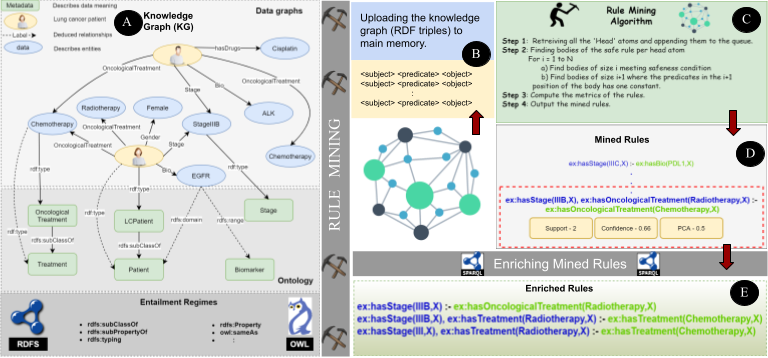 Metadata
Describes data meaning
Lung cancer patient
Label
Deduced relationships
data
Describes entities
A
Knowledge
Graph (KG)
Data graphs
hasDrugs
Cisplatin
OncologicalTreatment
Stage
Bio
OncologicalTreatment
Radiotherapy
Female
ALK
Chemotherapy
OncologicalTreatment
Gender
StageIIIB
OncologicalTreatment
Stage
Chemotherapy
Bio
EGFR
rdf:type
rdf:type
rdf:type
rdf:type
rdf:type
rdfs:domain
rdfs:range
Oncological
Treatment
LCPatient
Stage
rdfs:subClassOf
rdfs:subClassOf
Treatment
Patient
Biomarker
Ontology
Entailment Regimes
rdfs:subClassOf
rdfs:subPropertyOf
rdfs:typing
rdfs:Property
owl:sameAs
:
RDFS
OWL
RULE MINING
Uploading the knowledge
graph (RDF triples) to
main memory.
B
<subject> <predicate> <object>
<subject> <predicate> <object>
:
<subject> <predicate> <object>
Rule Mining
Algorithm
C
Step 1: Retreiving all the 'Head' atoms and appending them to the queue.
Step 2: Finding bodies of the safe rule per head atom
For i = 1 to N
a) Find bodies of size i meeting safeness condition
b) Find bodies of size i+1 where the predicates in the i+1
position of the body has one constant.
Step 3: Compute the metrics of the rules.
Step 4: Output the mined rules.
Mined Rules
D
ex:hasStage(IIIC,X) :- ex:hasBio(PDL1,X)
ex:hasStage(IIIB,X), ex:hasOncologicalTreatment(Radiotherapy,X) :-
ex:hasOncologicalTreatment(Chemotherapy,X)
Support - 2
Confidence - 0.66
PCA - 0.5
SPARQL
Enriching Mined Rules
SPARQL
Enriched Rules
E
ex:hasStage(IIIB,X) :- ex:hasOncologicalTreatment(Radiotherapy,X)
ex:hasStage(IIIB,X), ex:hasTreatment(Radiotherapy,X) :- ex:hasTreatment(Chemotherapy,X)
ex:hasStage(III,X), ex:hasTreatment(Radiotherapy,X) :- ex:hasTreatment(Chemotherapy,X)